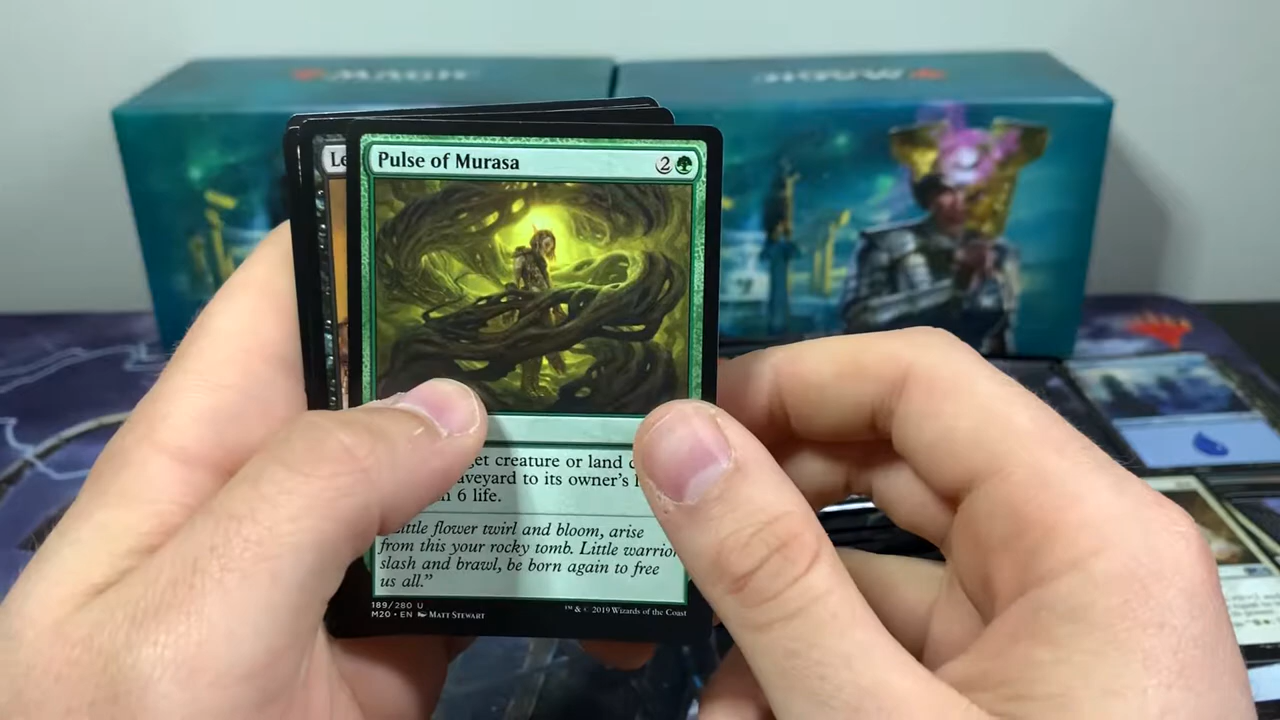 MAGIC
MAGIC
Le
Pulse of Murasa
2
get creature or land
aveyard to its owner's
6 life.
Little flower twirl and bloom, arise
from this your rocky tomb. Little warrior
slash and brawl, be born again to free
us all."
189/280 U
M20 • EN Matt Stewart
™ & © 2019 Wizards of the Coast